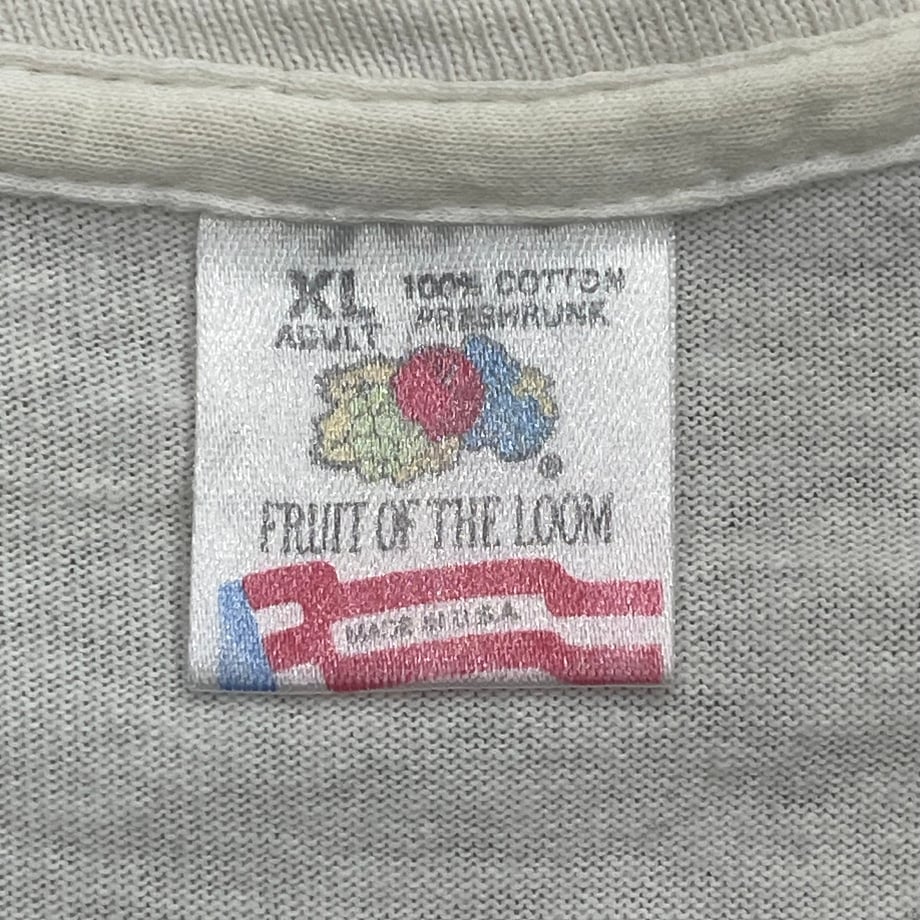 XL 100% COTTON
ADULT PRESHRUNK
®
FRUIT OF THE LOOM
MADE IN U.S.A.